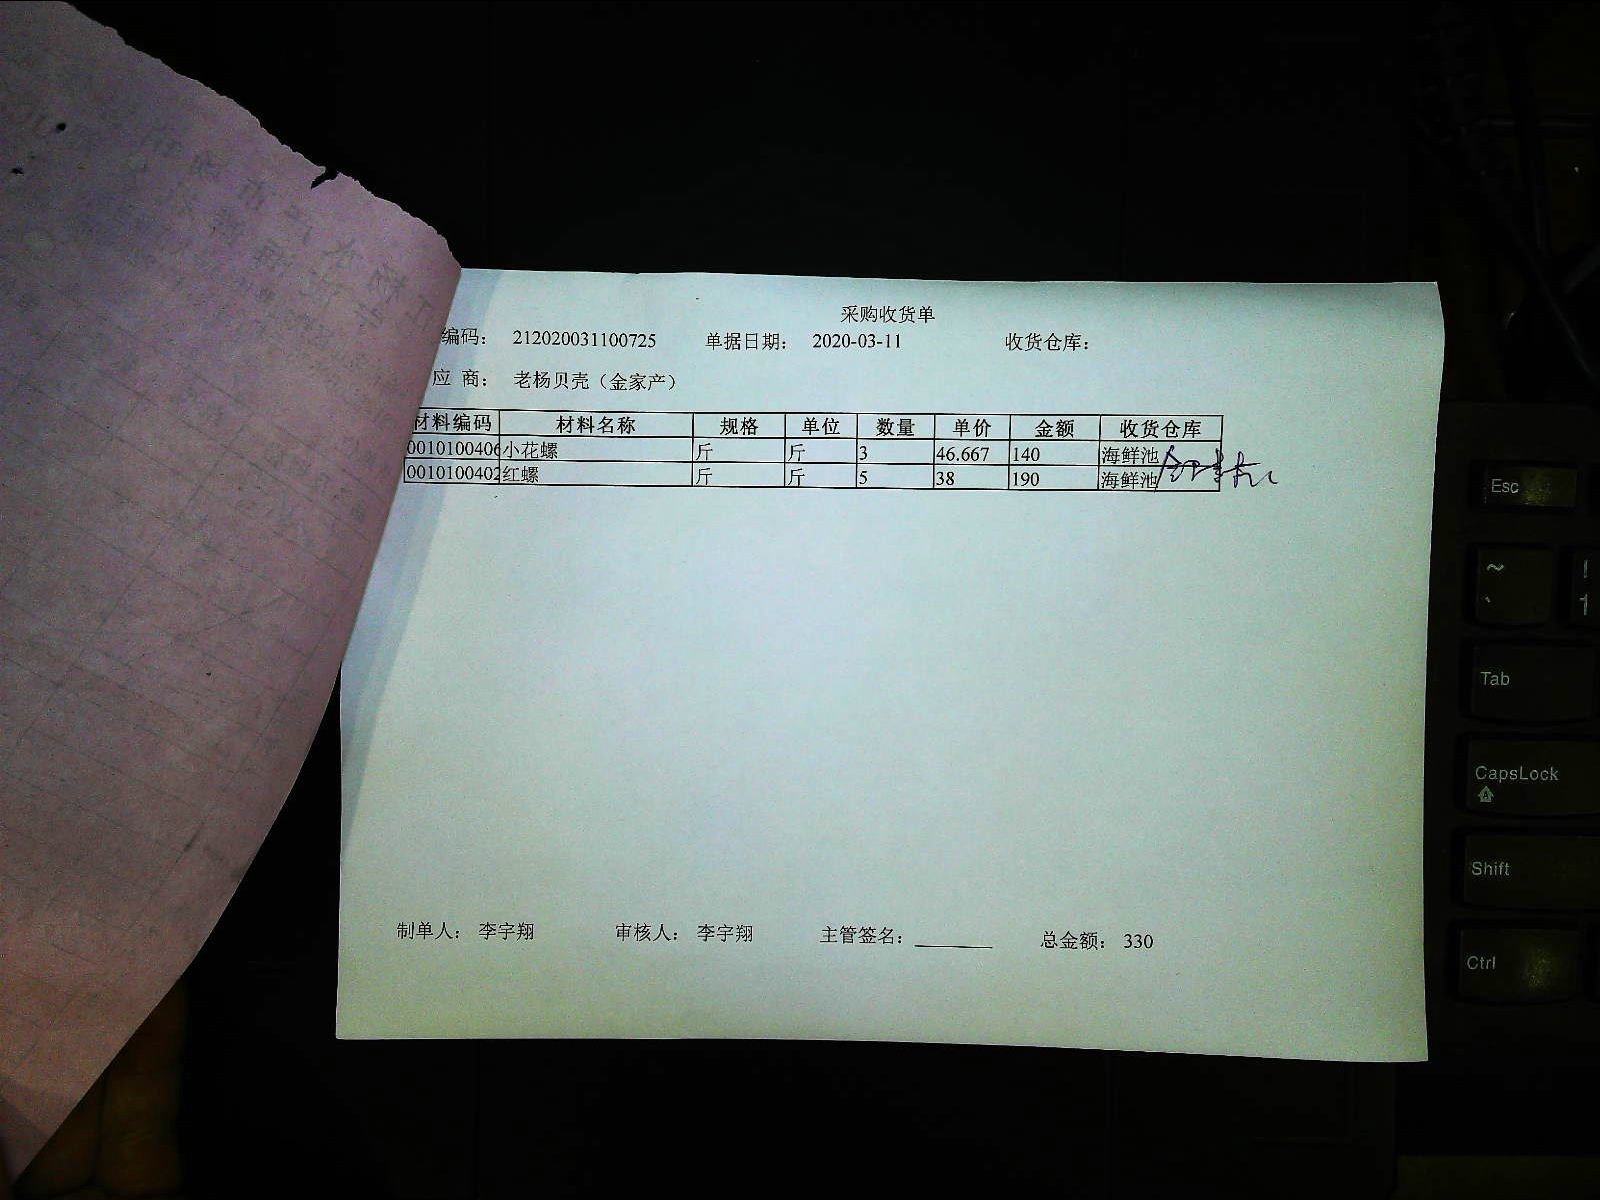 采购收货单
编码： 212020031100725 单据日期： 2020-03-11 收货仓库：
应 商： 老杨贝壳（金家产）
材料编码 材料名称 规格 单位 数量 单价 金额 收货仓库
0010100406 小花螺 斤 斤 3 46.667 140 海鲜池
0010100402 红螺 斤 斤 5 38 190 海鲜池
制单人： 李宇翔 审核人： 李宇翔 主管签名： 总金额： 330
Esc
~
Tab
CapsLock
Shift
Ctrl